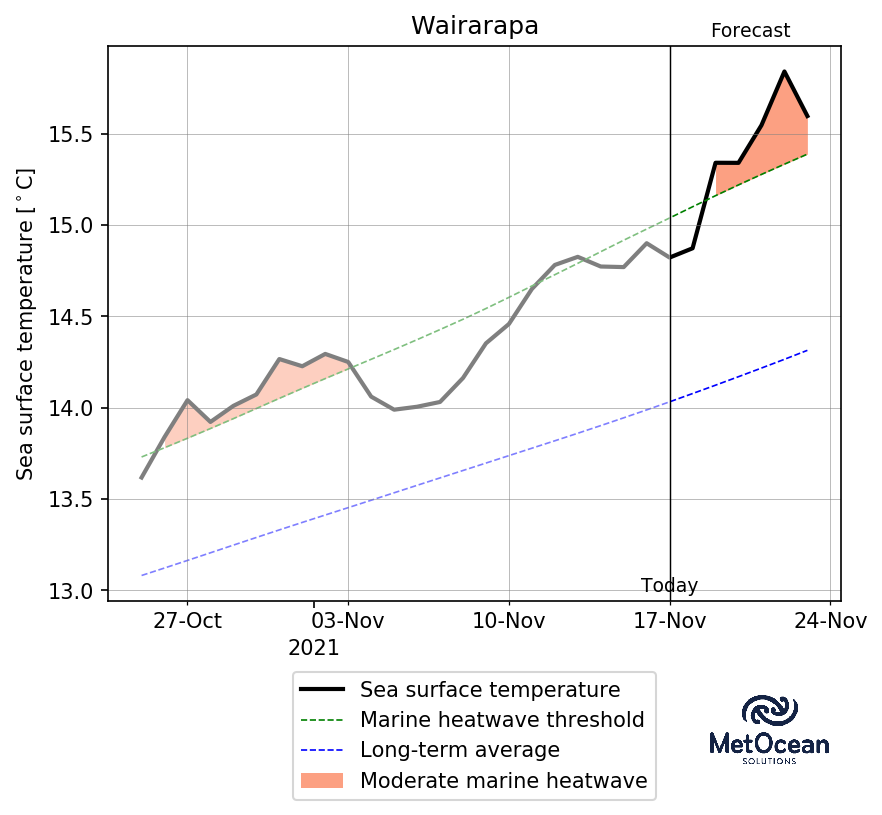 Wairarapa
Forecast
Sea surface temperature [°C]
15.5
15.0
14.5
14.0
13.5
13.0
Today
27-Oct 03-Nov 10-Nov 17-Nov 24-Nov
2021
Sea surface temperature
Marine heatwave threshold
Long-term average
Moderate marine heatwave
MetOcean
SOLUTIONS